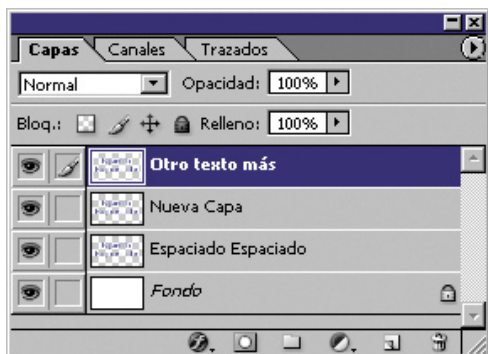 Capas Canales Trazados
Normal Opacidad: 100%
Bloq.: Relleno: 100%
Otro texto más
Nueva Capa
Espaciado Espaciado
Fondo